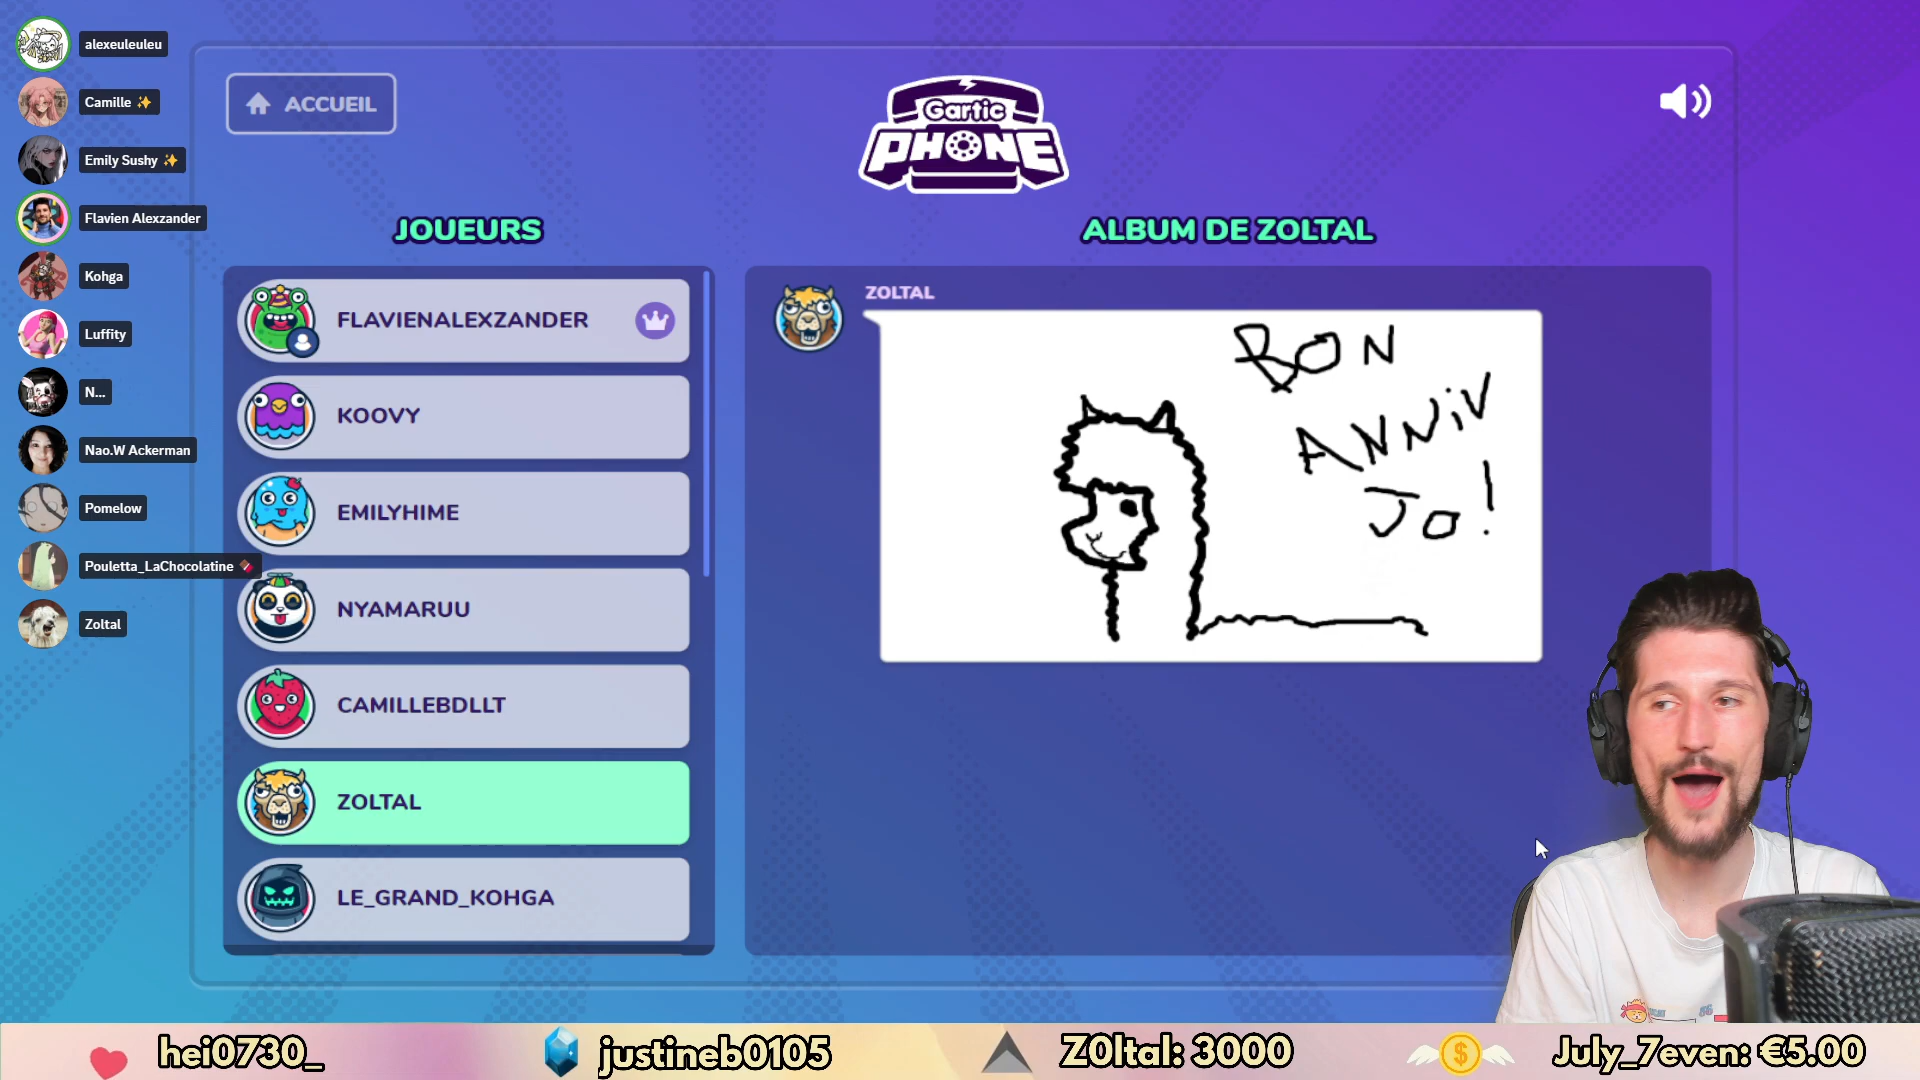 alexeuleuleu
Camille ✨
Emily Sushy ✨
Flavien Alexzander
Kohga
Luffity
N...
Nao.W Ackerman
Pomelow
Pouletta_LaChocolatine
Zoltal
ACCUEIL
Gartic
PHONE
JOUEURS
FLAVIENALEXZANDER
KOOVY
EMILYHIME
NYAMARUU
CAMILLEBDLLT
ZOLTAL
LE_GRAND_KOHGA
ALBUM DE ZOLTAL
ZOLTAL
BON
ANNiV
Jo!
hei0730_
justineb0105
Z0ltal: 3000
July_7even: €5.00